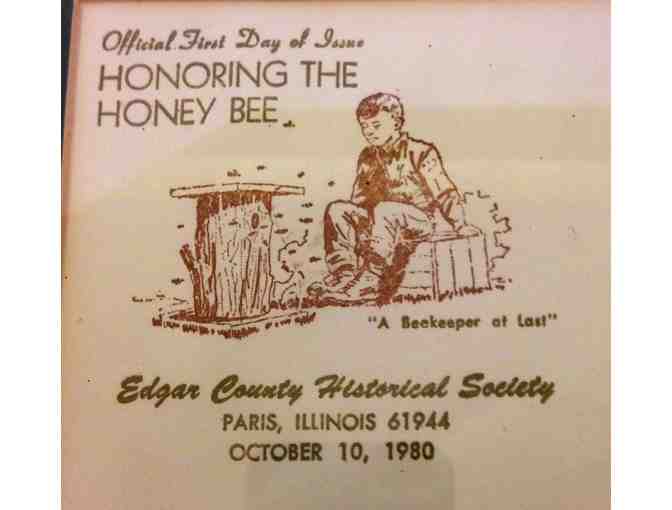 Official First Day of Issue
HONORING THE
HONEY BEE
"A Beekeeper at Last"
Edgar County Historical Society
PARIS, ILLINOIS 61944
OCTOBER 10, 1980